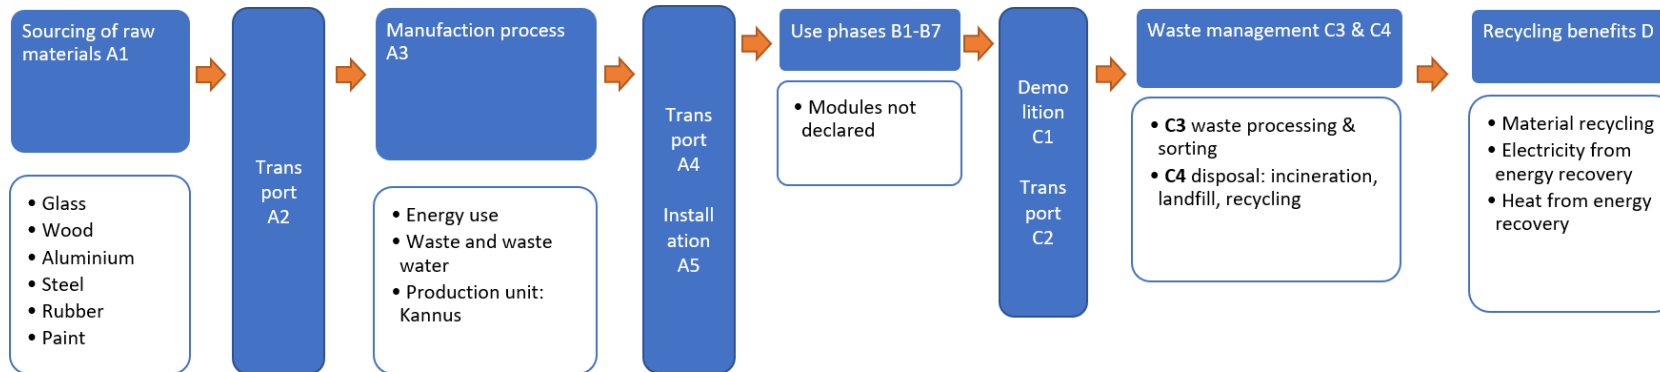 Sourcing of raw
materials A1
• Glass
• Wood
• Aluminium
• Steel
• Rubber
• Paint
Trans
port
A2
Manufaction process
A3
• Energy use
• Waste and waste
water
• Production unit:
Kannus
Trans
port
A4
Install
ation
A5
Use phases B1-B7
• Modules not
declared
Demo
lition
C1
Trans
port
C2
Waste management C3 & C4
• C3 waste processing &
sorting
• C4 disposal: incineration,
landfill, recycling
Recycling benefits D
• Material recycling
• Electricity from
energy recovery
• Heat from energy
recovery